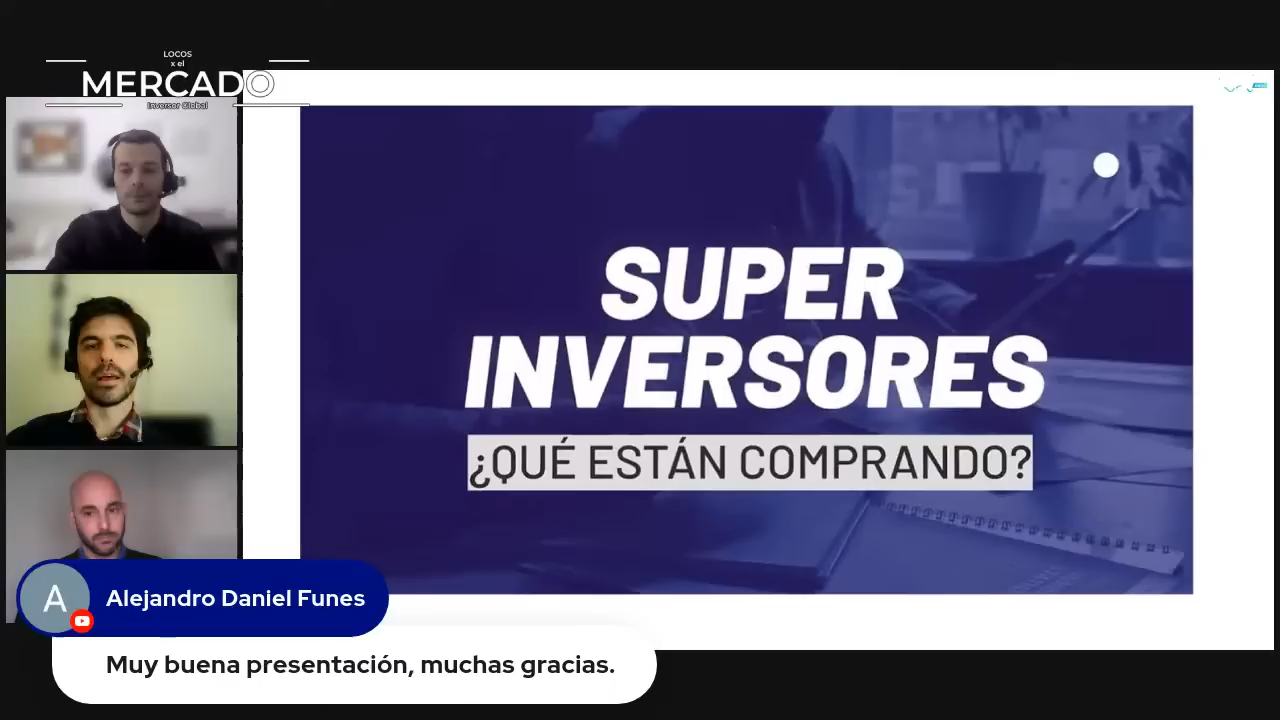 LOCOS
x el
MERCADO
Inversor Global
SUPER
INVERSORES
¿QUÉ ESTÁN COMPRANDO?
A
Alejandro Daniel Funes
Muy buena presentación, muchas gracias.